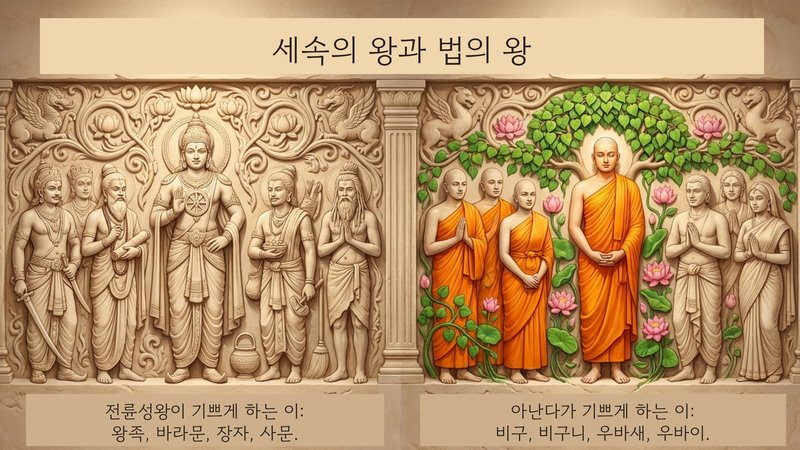 세속의 왕과 법의 왕
전륜성왕이 기쁘게 하는 이:
왕족, 바라문, 장자, 사문.
아난다가 기쁘게 하는 이:
비구, 비구니, 우바새, 우바이.